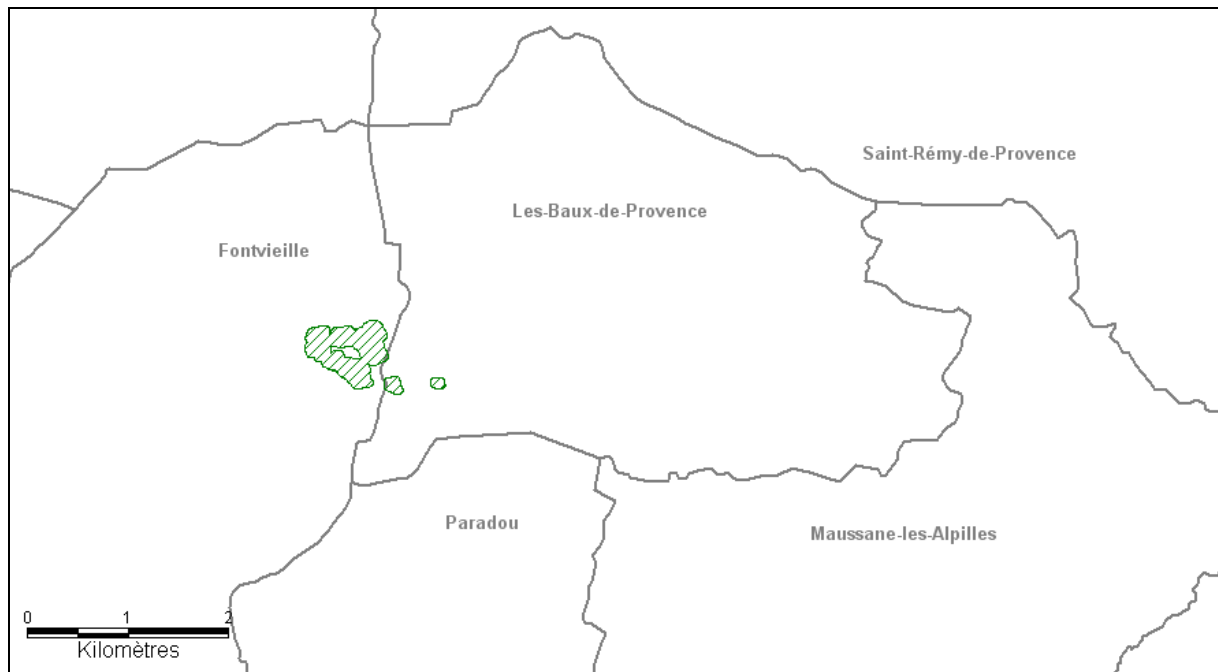 Saint-Rémy-de-Provence
Les-Baux-de-Provence
Fontvieille
Paradou
Maussane-les-Alpilles
0 1 2
Kilomètres